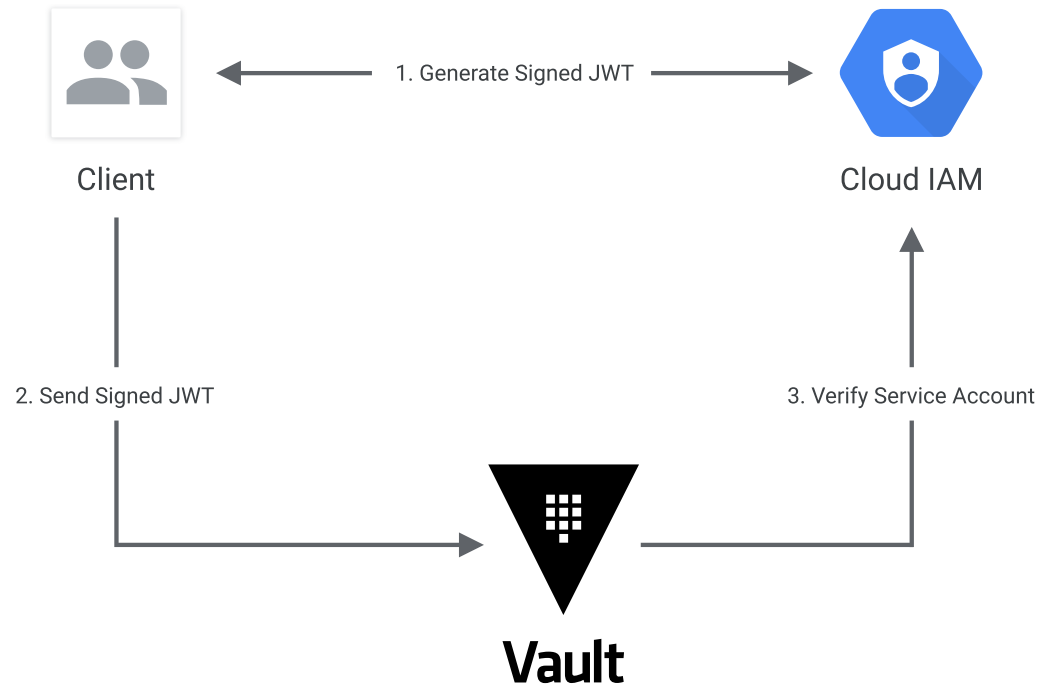 1. Generate Signed JWT
Client
Cloud IAM
2. Send Signed JWT
3. Verify Service Account
Vault